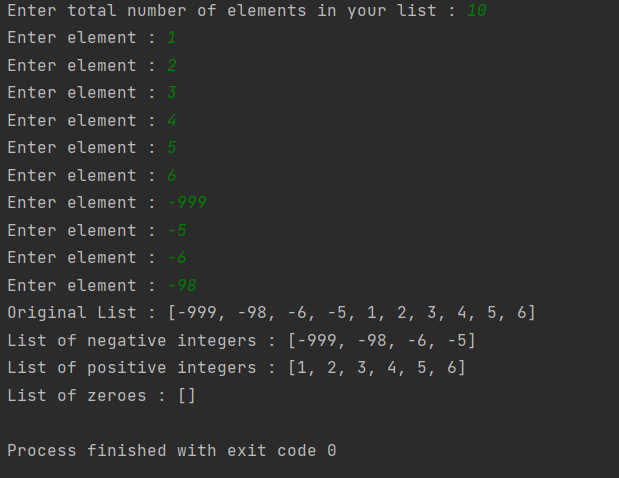 Enter total number of elements in your list : 10
Enter element : 1
Enter element : 2
Enter element : 3
Enter element : 4
Enter element : 5
Enter element : 6
Enter element : -999
Enter element : -5
Enter element : -6
Enter element : -98
Original List : [-999, -98, -6, -5, 1, 2, 3, 4, 5, 6]
List of negative integers : [-999, -98, -6, -5]
List of positive integers : [1, 2, 3, 4, 5, 6]
List of zeroes : []
Process finished with exit code 0